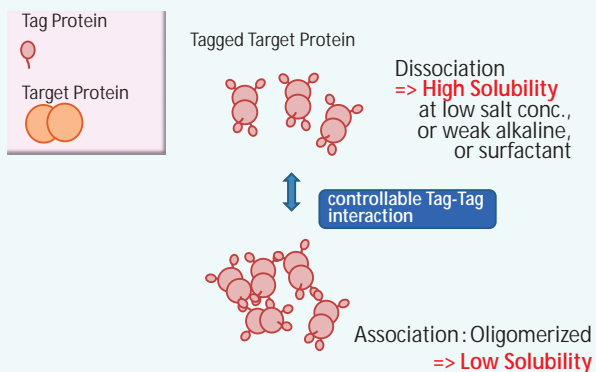 Tag Protein
Target Protein
Tagged Target Protein
Dissociation
=> High Solubility
at low salt conc.,
or weak alkaline,
or surfactant
controllable Tag-Tag
interaction
Association : Oligomerized
=> Low Solubility